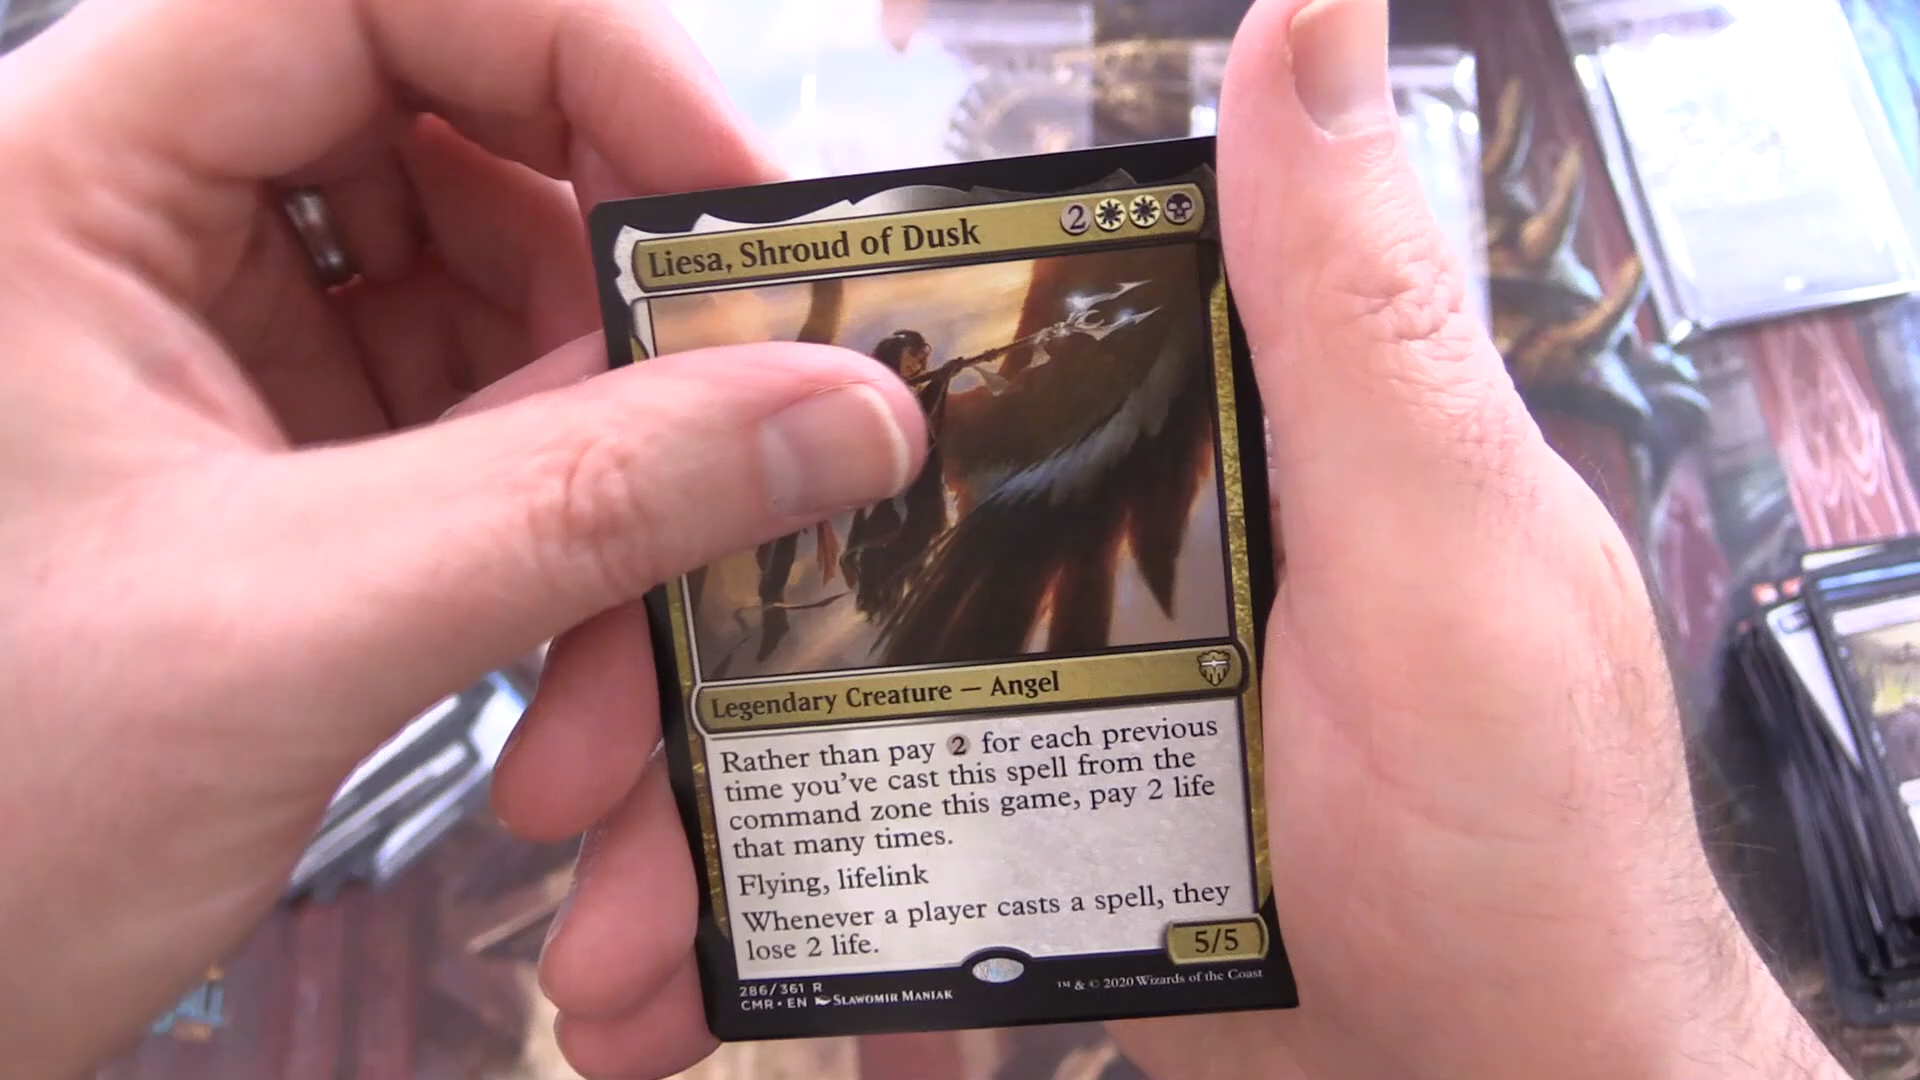 Liesa, Shroud of Dusk 2
Legendary Creature — Angel
Rather than pay 2 for each previous
time you've cast this spell from the
command zone this game, pay 2 life
that many times.
Flying, lifelink
Whenever a player casts a spell, they
lose 2 life.
5/5
286/361 R
CMR • EN SLAWOMIR MANIAK
™ & © 2020 Wizards of the Coast